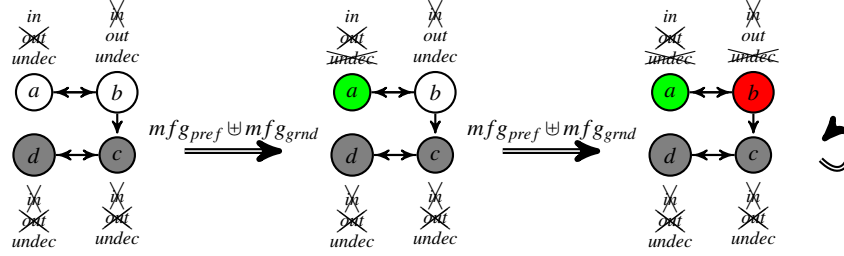 in in in in in in
out out out out out out
undec undec undec undec undec undec
a b a b a b
mfg_pref ⊎ mfg_grnd mfg_pref ⊎ mfg_grnd
d c d c d c
in in in in in in
out out out out out out
undec undec undec undec undec undec